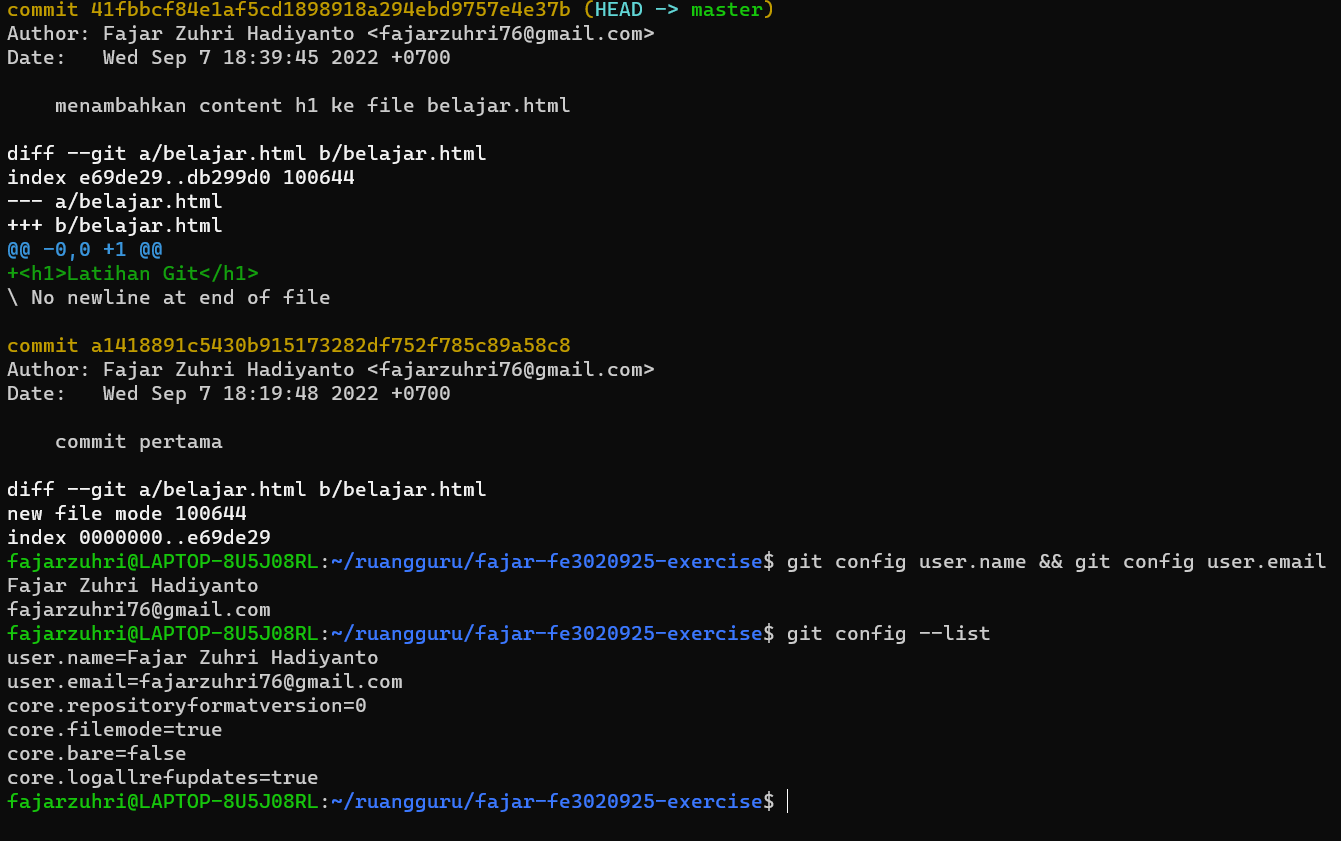 commit 41fbbcf84e1af5cd1898918a294ebd9757e4e37b (HEAD -> master)
Author: Fajar Zuhri Hadiyanto <fajarzuhri76@gmail.com>
Date:   Wed Sep 7 18:39:45 2022 +0700

    menambahkan content h1 ke file belajar.html

diff --git a/belajar.html b/belajar.html
index e69de29..db299d0 100644
--- a/belajar.html
+++ b/belajar.html
@@ -0,0 +1 @@
+<h1>Latihan Git</h1>
\ No newline at end of file

commit a1418891c5430b915173282df752f785c89a58c8
Author: Fajar Zuhri Hadiyanto <fajarzuhri76@gmail.com>
Date:   Wed Sep 7 18:19:48 2022 +0700

    commit pertama

diff --git a/belajar.html b/belajar.html
new file mode 100644
index 0000000..e69de29
fajarzuhri@LAPTOP-8U5J08RL:~/ruangguru/fajar-fe3020925-exercise$ git config user.name && git config user.email
Fajar Zuhri Hadiyanto
fajarzuhri76@gmail.com
fajarzuhri@LAPTOP-8U5J08RL:~/ruangguru/fajar-fe3020925-exercise$ git config --list
user.name=Fajar Zuhri Hadiyanto
user.email=fajarzuhri76@gmail.com
core.repositoryformatversion=0
core.filemode=true
core.bare=false
core.logallrefupdates=true
fajarzuhri@LAPTOP-8U5J08RL:~/ruangguru/fajar-fe3020925-exercise$